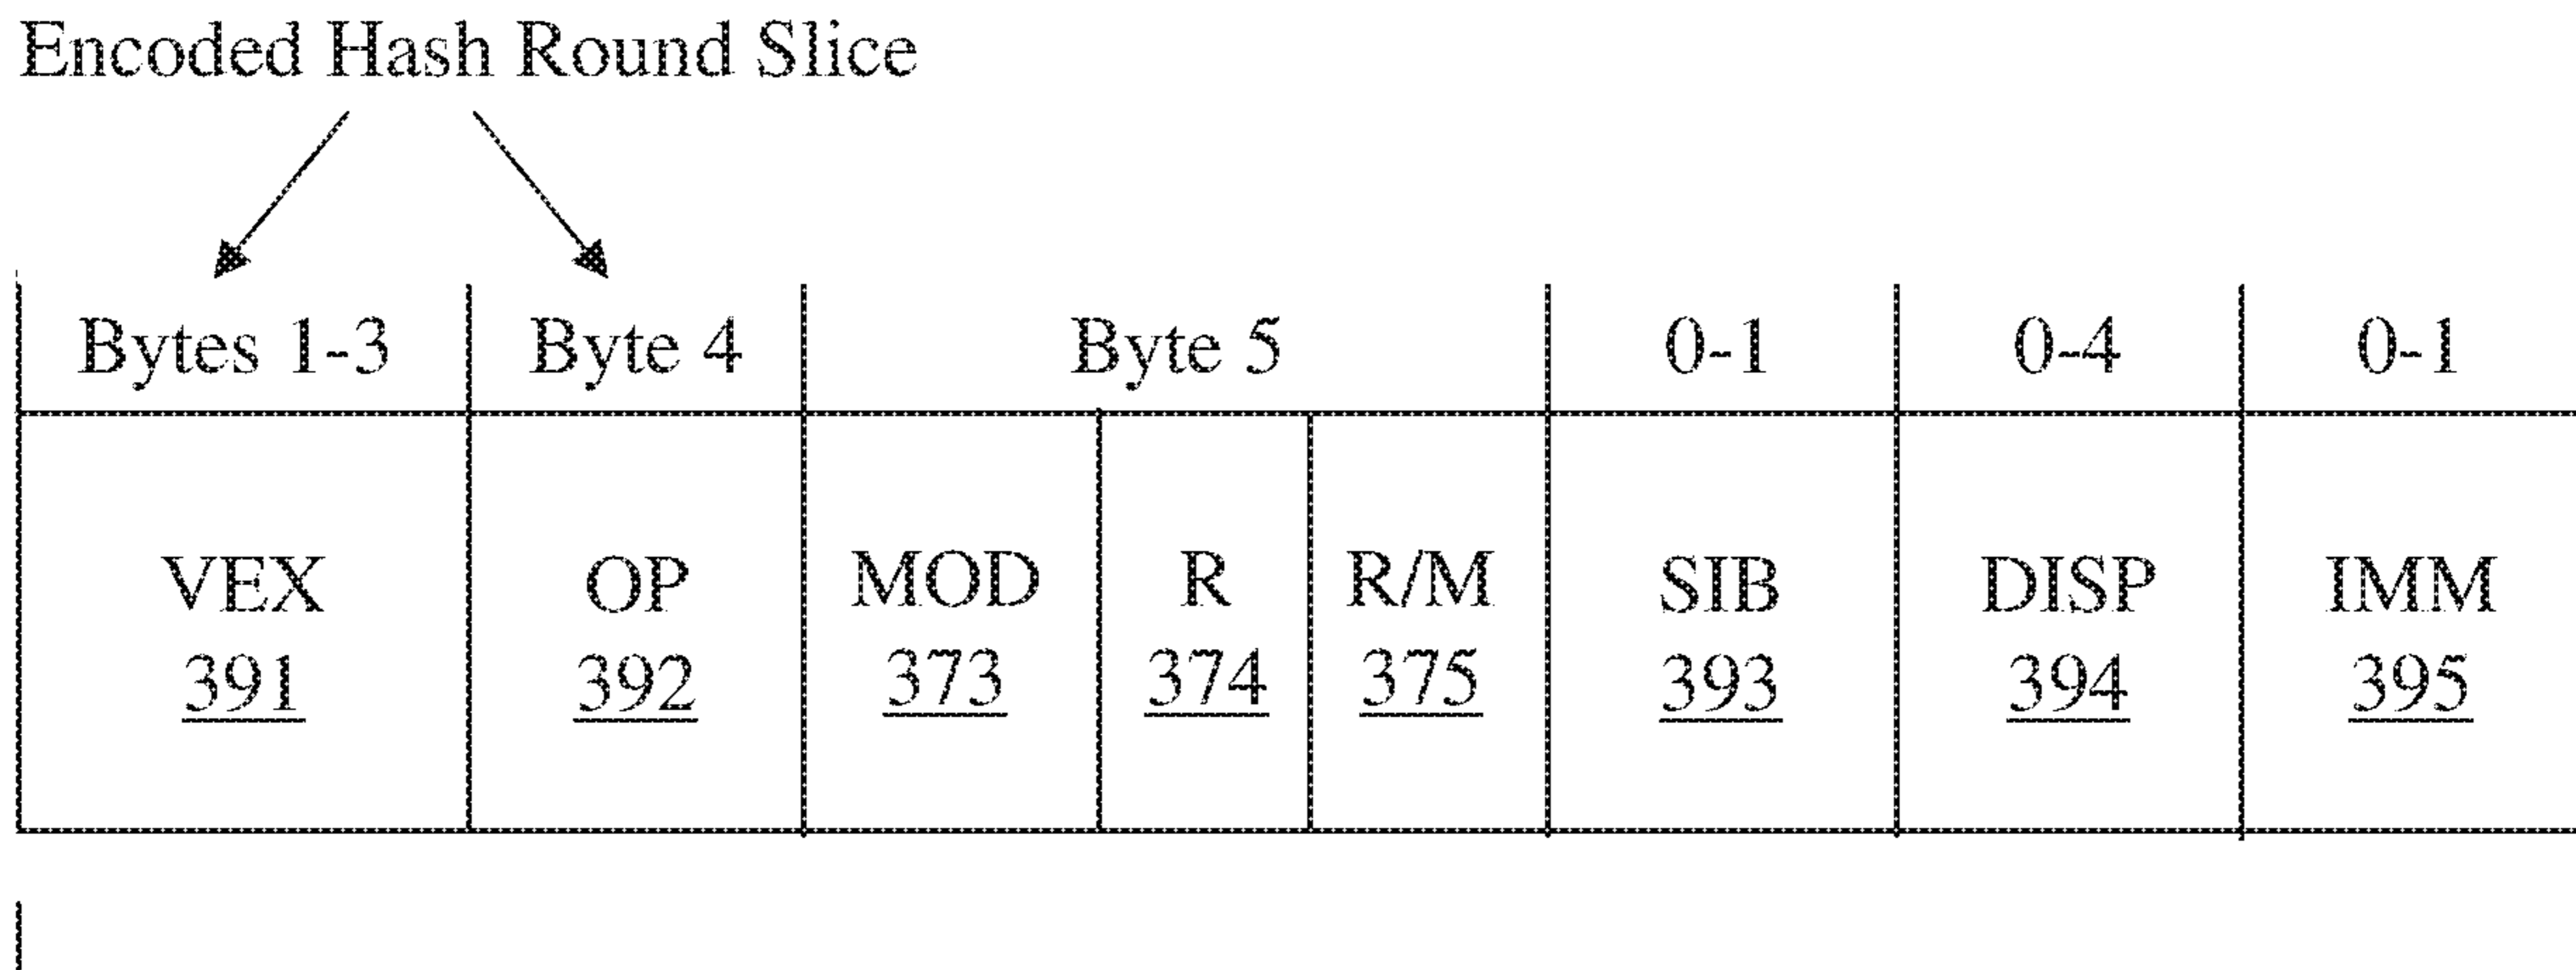 Encoded Hash Round Slice
Bytes 1-3 Byte 4 Byte 5 0-1 0-4 0-1
VEX OP MOD R R/M SIB DISP IMM
391 392 373 374 375 393 394 395